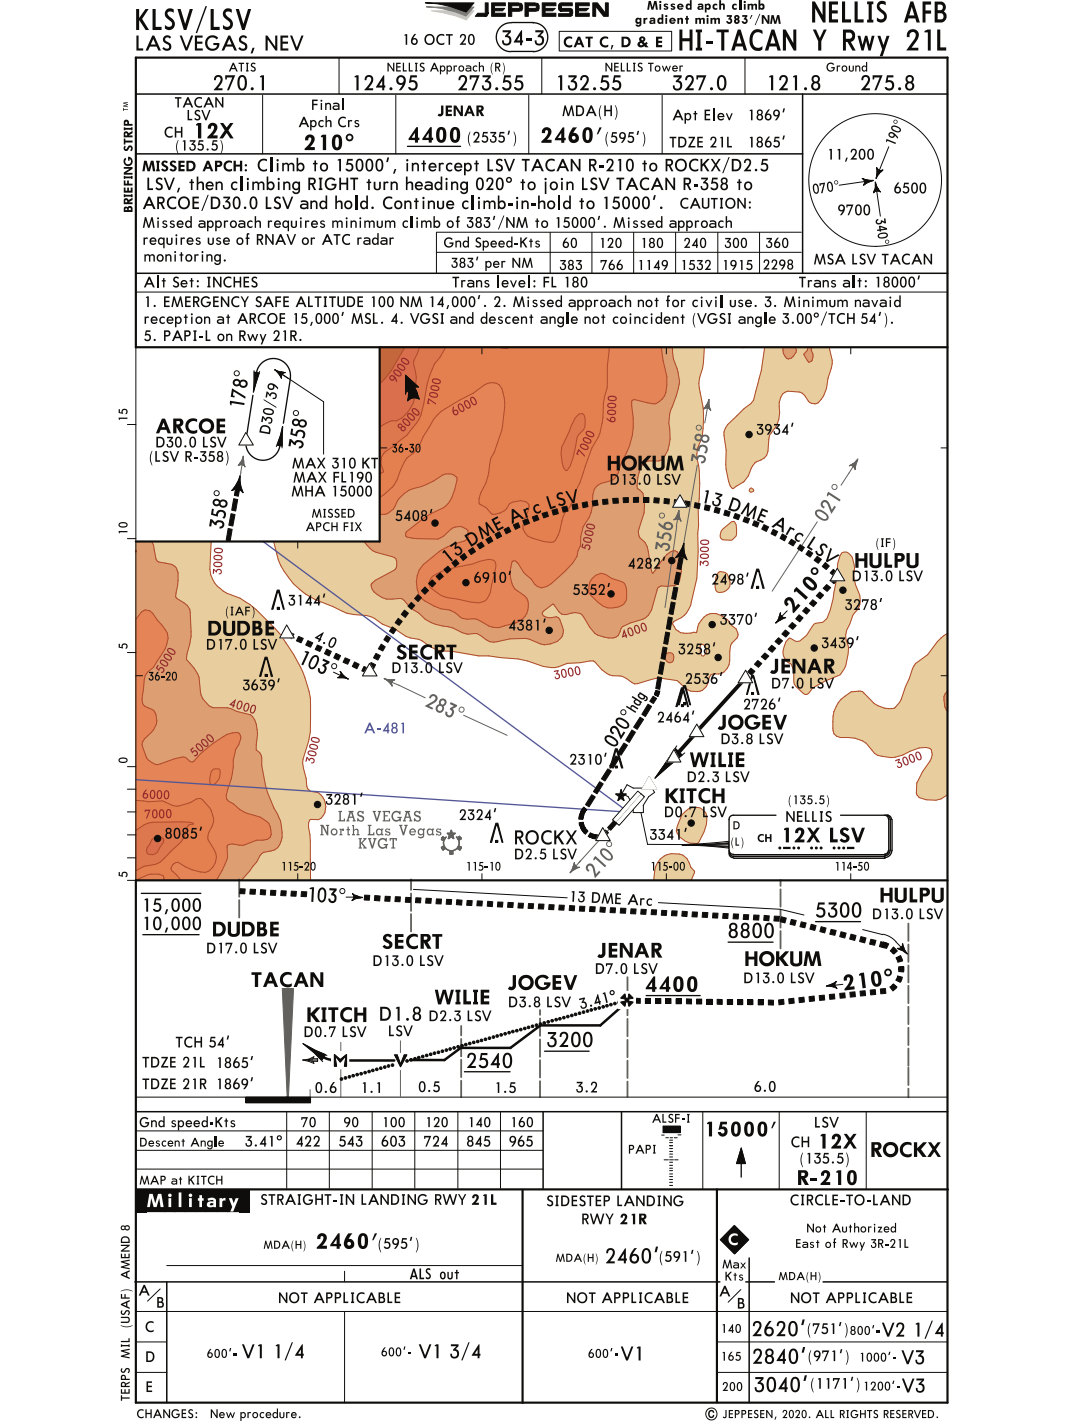 KLSV/LSV
LAS VEGAS, NEV
JEPPESEN
16 OCT 20
34-3
CAT C, D & E
Missed apch climb
gradient mim 383'/NM
NELLIS AFB
HI-TACAN Y Rwy 21L
ATIS
270.1
NELLIS Approach (R)
124.95 273.55
NELLIS Tower
132.55 327.0
Ground
121.8 275.8
BRIEFING STRIP ™
TACAN
LSV
CH 12X
(135.5)
Final
Apch Crs
210°
JENAR
4400 (2535')
MDA(H)
2460' (595')
Apt Elev 1869'
TDZE 21L 1865'
MISSED APCH: Climb to 15000', intercept LSV TACAN R-210 to ROCKX/D2.5
LSV, then climbing RIGHT turn heading 020° to join LSV TACAN R-358 to
ARCOE/D30.0 LSV and hold. Continue climb-in-hold to 15000'. CAUTION:
Missed approach requires minimum climb of 383'/NM to 15000'. Missed approach
requires use of RNAV or ATC radar
monitoring.
Gnd Speed-Kts 60 120 180 240 300 360
383' per NM 383 766 1149 1532 1915 2298
190°
11,200
070°
6500
9700
340°
MSA LSV TACAN
Alt Set: INCHES Trans level: FL 180 Trans alt: 18000'
1. EMERGENCY SAFE ALTITUDE 100 NM 14,000'. 2. Missed approach not for civil use. 3. Minimum navaid
reception at ARCOE 15,000' MSL. 4. VGSI and descent angle not coincident (VGSI angle 3.00°/TCH 54').
5. PAPI-L on Rwy 21R.
178°
D30/39
358°
ARCOE
D30.0 LSV
(LSV R-358)
MAX 310 KT
MAX FL190
MHA 15000
MISSED
APCH FIX
358°
9000
8000
7000
6000
36-30
6000
7000
5000
3934'
358°
HOKUM
D13.0 LSV
13 DME Arc LSV
13 DME Arc LSV
021°
5408'
356°
3000
3000
(IF)
HULPU
D13.0 LSV
4282'
2498'
210°
3278'
6910'
5352'
3144'
(IAF)
DUDBE
D17.0 LSV
4.0
103°
4381'
4000
3370'
3258'
3439'
SECRT
D13.0 LSV
3000
JENAR
D7.0 LSV
5000
36-20
3639'
4000
2536'
2726'
283°
2464'
020° hdg
JOGEV
D3.8 LSV
A-481
5000
3000
2310'
WILIE
D2.3 LSV
3000
6000
7000
8085'
3281'
KITCH
D0.7 LSV
LAS VEGAS
North Las Vegas
KVGT
2324'
ROCKX
D2.5 LSV
210°
3341'
(135.5)
NELLIS
D
(L)
CH 12X LSV
115-20
115-10
115-00
114-50
15
10
5
0
5
15,000
10,000
103°
13 DME Arc
5300
HULPU
D13.0 LSV
DUDBE
D17.0 LSV
SECRT
D13.0 LSV
8800
HOKUM
D13.0 LSV
JENAR
D7.0 LSV
4400
210°
TACAN
JOGEV
D3.8 LSV
3.41°
WILIE
D2.3 LSV
KITCH
D0.7 LSV
D1.8
LSV
3200
2540
M
V
TCH 54'
TDZE 21L 1865'
TDZE 21R 1869'
0.6 1.1 0.5 1.5 3.2 6.0
Gnd speed-Kts 70 90 100 120 140 160
Descent Angle 3.41° 422 543 603 724 845 965
MAP at KITCH
ALSF-I
PAPI
15000'
LSV
CH 12X
(135.5)
R-210
ROCKX
TERPS MIL (USAF) AMEND 8
Military
STRAIGHT-IN LANDING RWY 21L
MDA(H) 2460' (595')
ALS out
SIDESTEP LANDING
RWY 21R
MDA(H) 2460' (591')
CIRCLE-TO-LAND
C
Not Authorized
East of Rwy 3R-21L
Max
Kts
MDA(H)
A/B NOT APPLICABLE NOT APPLICABLE A/B NOT APPLICABLE
C 140 2620' (751') 800'-V2 1/4
D 600'-V1 1/4 600'-V1 3/4 600'-V1 165 2840' (971') 1000'-V3
E 200 3040' (1171') 1200'-V3
CHANGES: New procedure.
© JEPPESEN, 2020. ALL RIGHTS RESERVED.